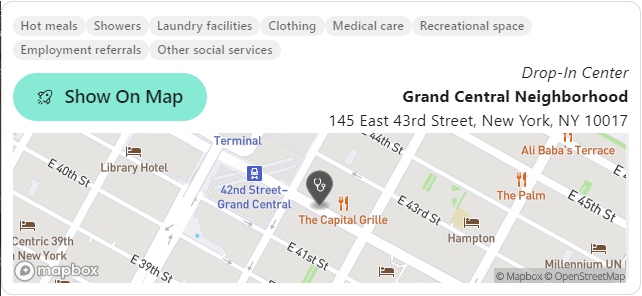 Hot meals
Showers
Laundry facilities
Clothing
Medical care
Recreational space
Employment referrals
Other social services
Show On Map
Drop-In Center
Grand Central Neighborhood
145 East 43rd Street, New York, NY 10017
Terminal
E 40th St
Library Hotel
42nd Street–
Grand Central
The Capital Grille
E 44th St
Ali Baba's Terrace
The Palm
E 45th St
E 43rd St
Hampton
Centric 39th
n New York
E 39th St
E 41st St
Millennium UN
mapbox
© Mapbox © OpenStreetMap